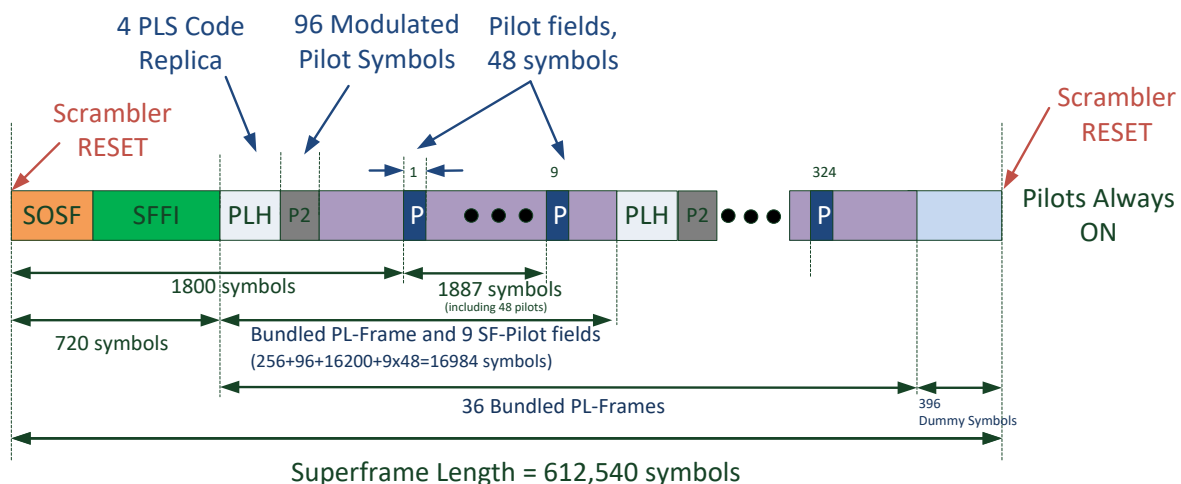 4 PLS Code
Replica
96 Modulated
Pilot Symbols
Pilot fields,
48 symbols
Scrambler
RESET
Scrambler
RESET
1
9
324
SOSF
SFFI
PLH
P2
P
P
PLH
P2
P
Pilots Always
ON
1800 symbols
1887 symbols
(including 48 pilots)
720 symbols
Bundled PL-Frame and 9 SF-Pilot fields
(256+96+16200+9x48=16984 symbols)
36 Bundled PL-Frames
396
Dummy Symbols
Superframe Length = 612,540 symbols